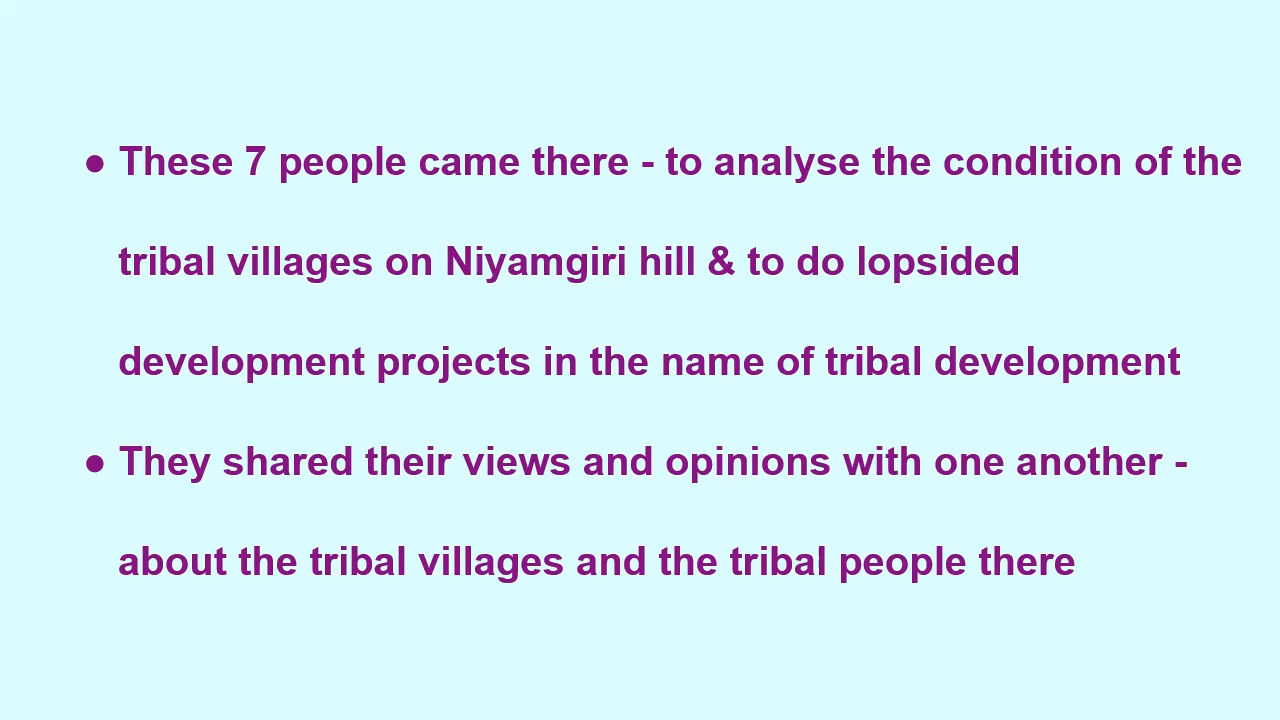 ● These 7 people came there - to analyse the condition of the
tribal villages on Niyamgiri hill & to do lopsided
development projects in the name of tribal development
● They shared their views and opinions with one another -
about the tribal villages and the tribal people there